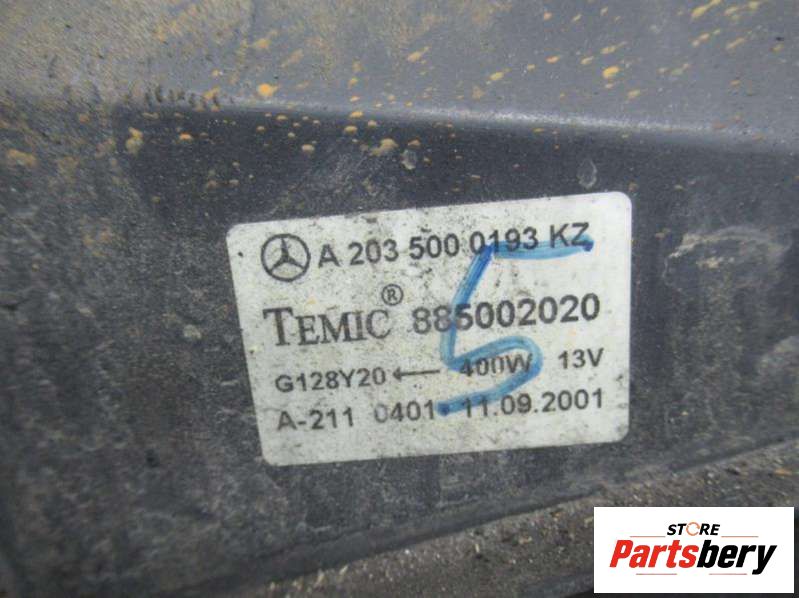 A 203 500 0193 KZ
TEMIC® 885002020
G128Y20 ← 400W 13V
A-211 0401 11.09.2001
5
STORE
Partsbery